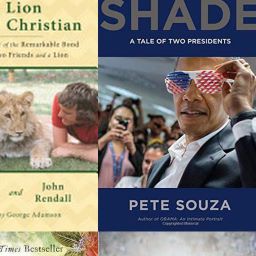 Lion
Christian
of the Remarkable Bond
Friends and a Lion
and John
Rendall
by George Adamson
Times Bestseller
SHADE
A TALE OF TWO PRESIDENTS
PETE SOUZA
Author of OBAMA: An Intimate Portrait